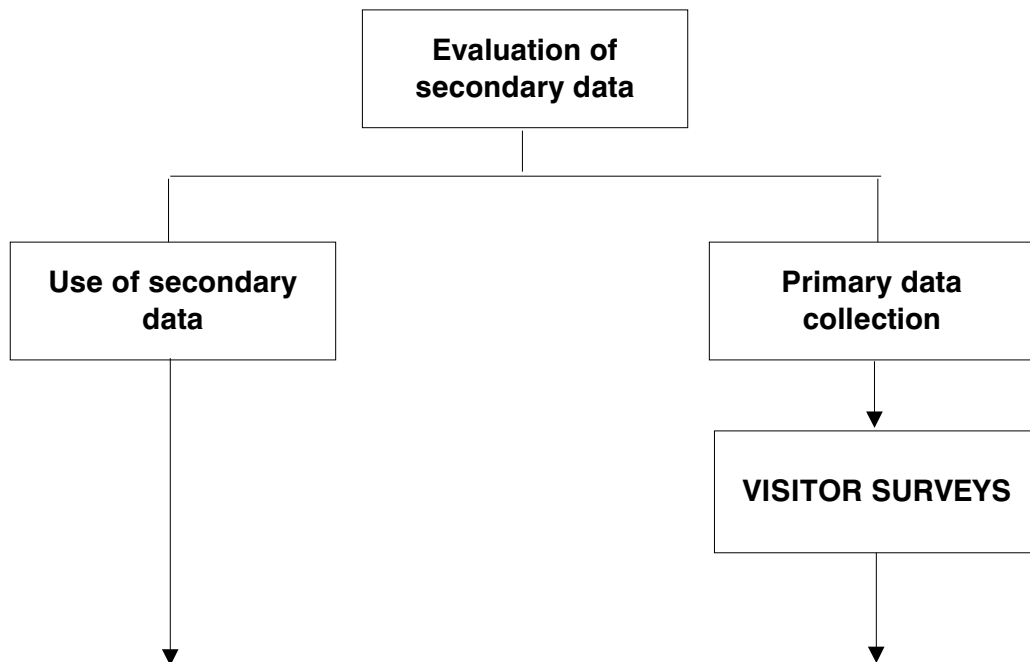 Evaluation of
secondary data
Use of secondary
data
Primary data
collection
VISITOR SURVEYS